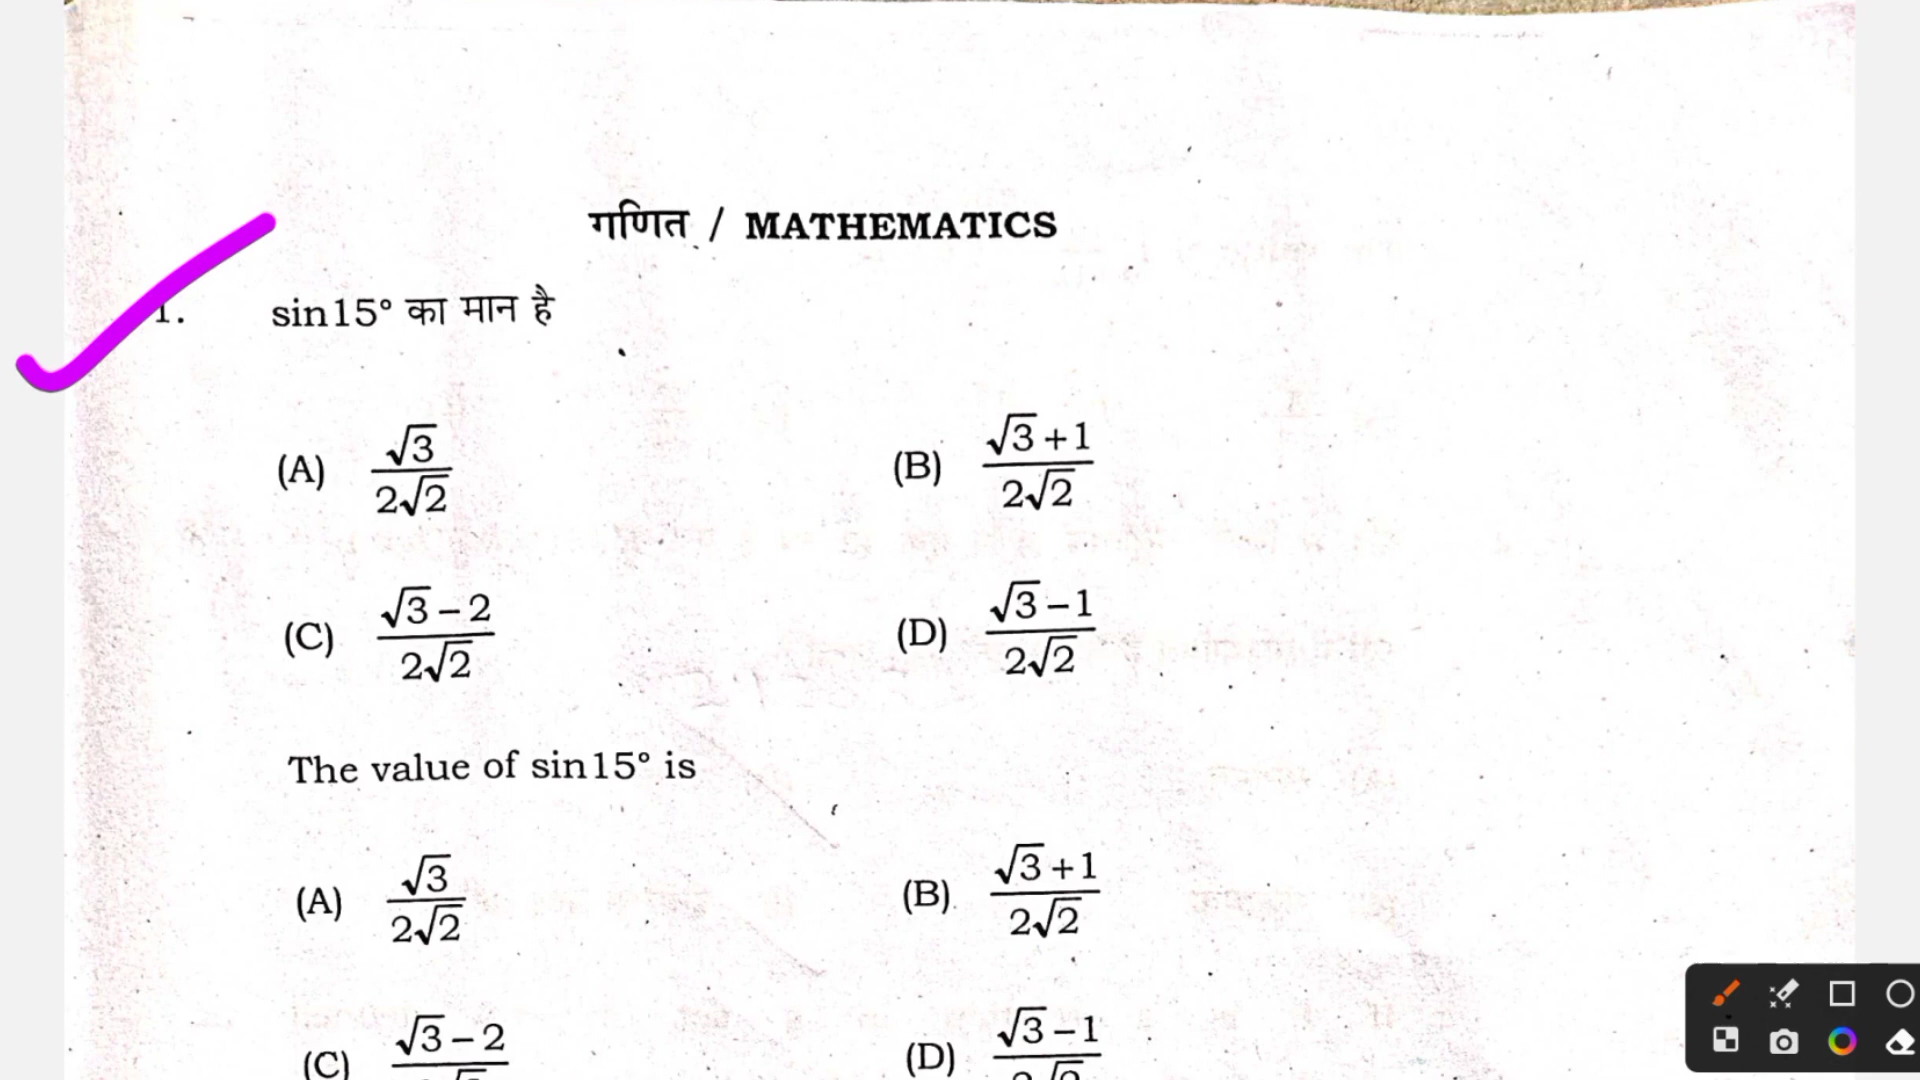 गणित / MATHEMATICS
1. sin15° का मान है
(A) √3/2√2 (B) √3+1/2√2
(C) √3−2/2√2 (D) √3−1/2√2
The value of sin15° is
(A) √3/2√2 (B) √3+1/2√2
(C) √3−2 (D) √3−1